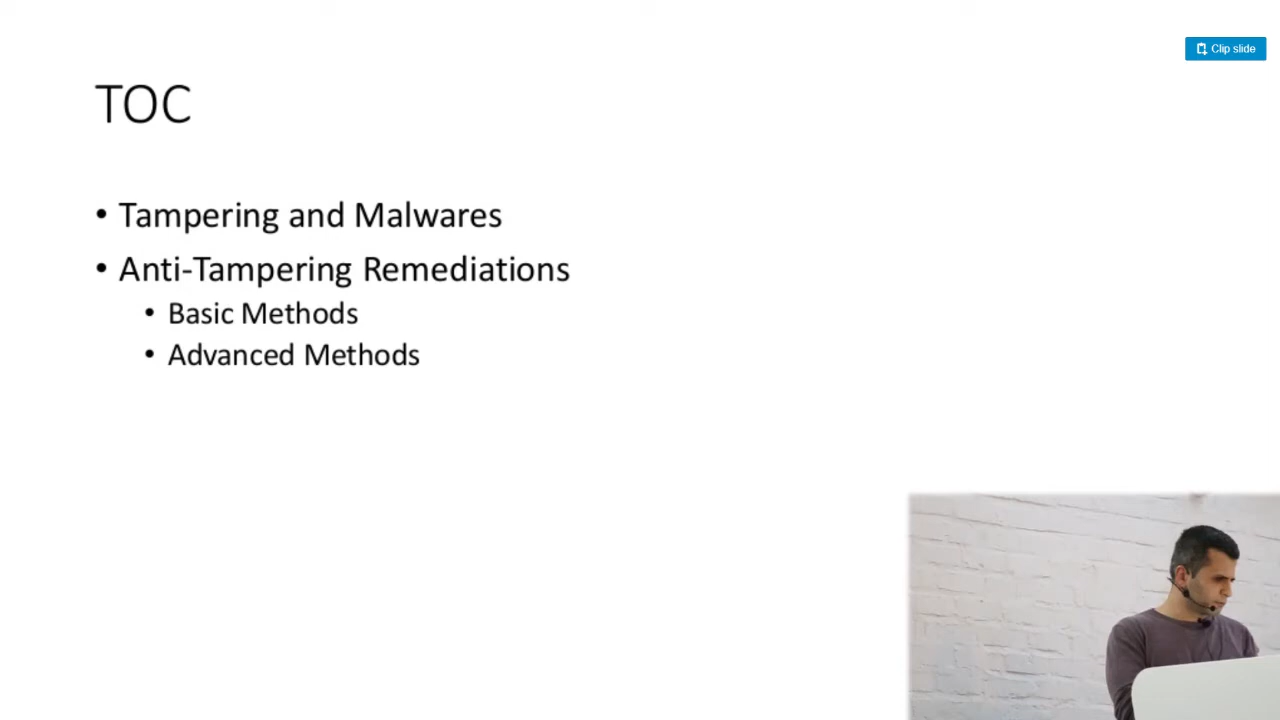 Clip slide
TOC
• Tampering and Malwares
• Anti-Tampering Remediations
• Basic Methods
• Advanced Methods